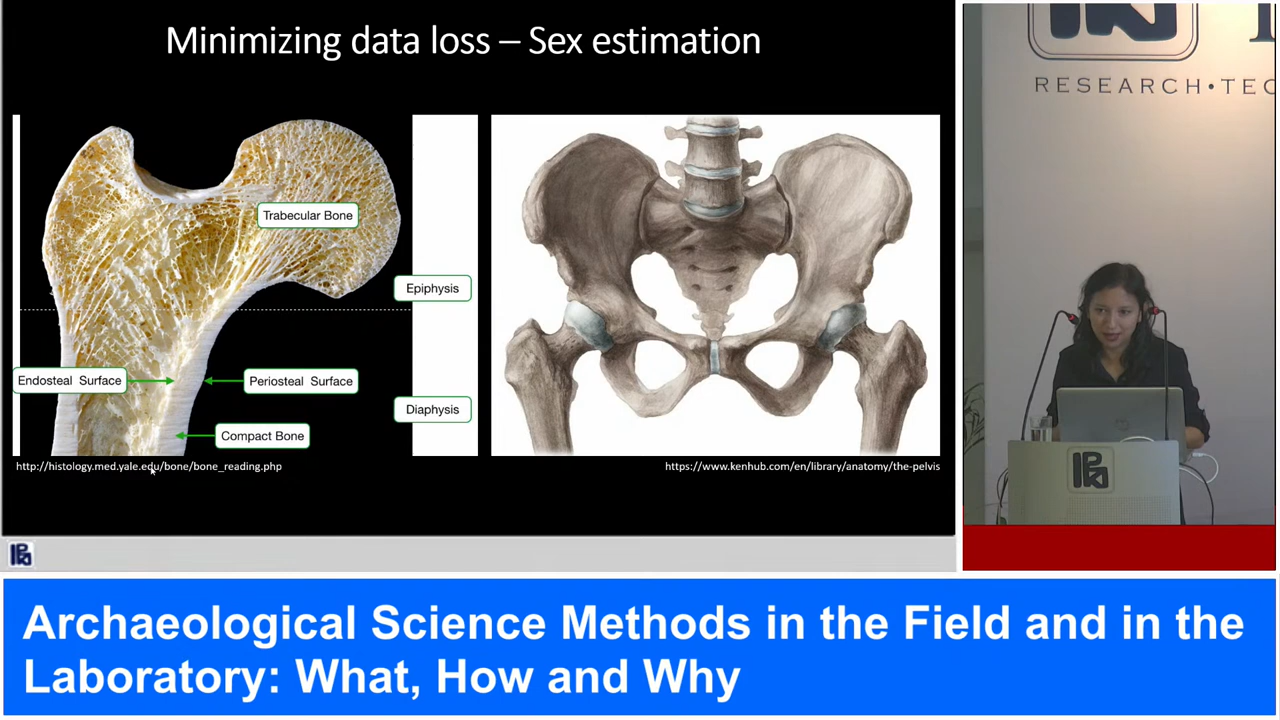 Minimizing data loss – Sex estimation
Trabecular Bone
Epiphysis
Endosteal Surface
Periosteal Surface
Diaphysis
Compact Bone
http://histology.med.yale.edu/bone/bone_reading.php
https://www.kenhub.com/en/library/anatomy/the-pelvis
RESEARCH•TEC
Archaeological Science Methods in the Field and in the
Laboratory: What, How and Why